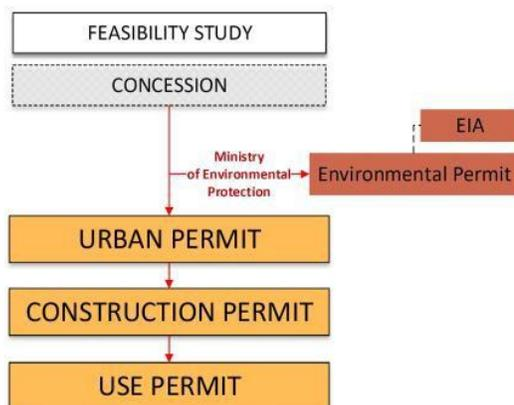 FEASIBILITY STUDY
CONCESSION
EIA
Ministry
of Environmental
Protection
Environmental Permit
URBAN PERMIT
CONSTRUCTION PERMIT
USE PERMIT